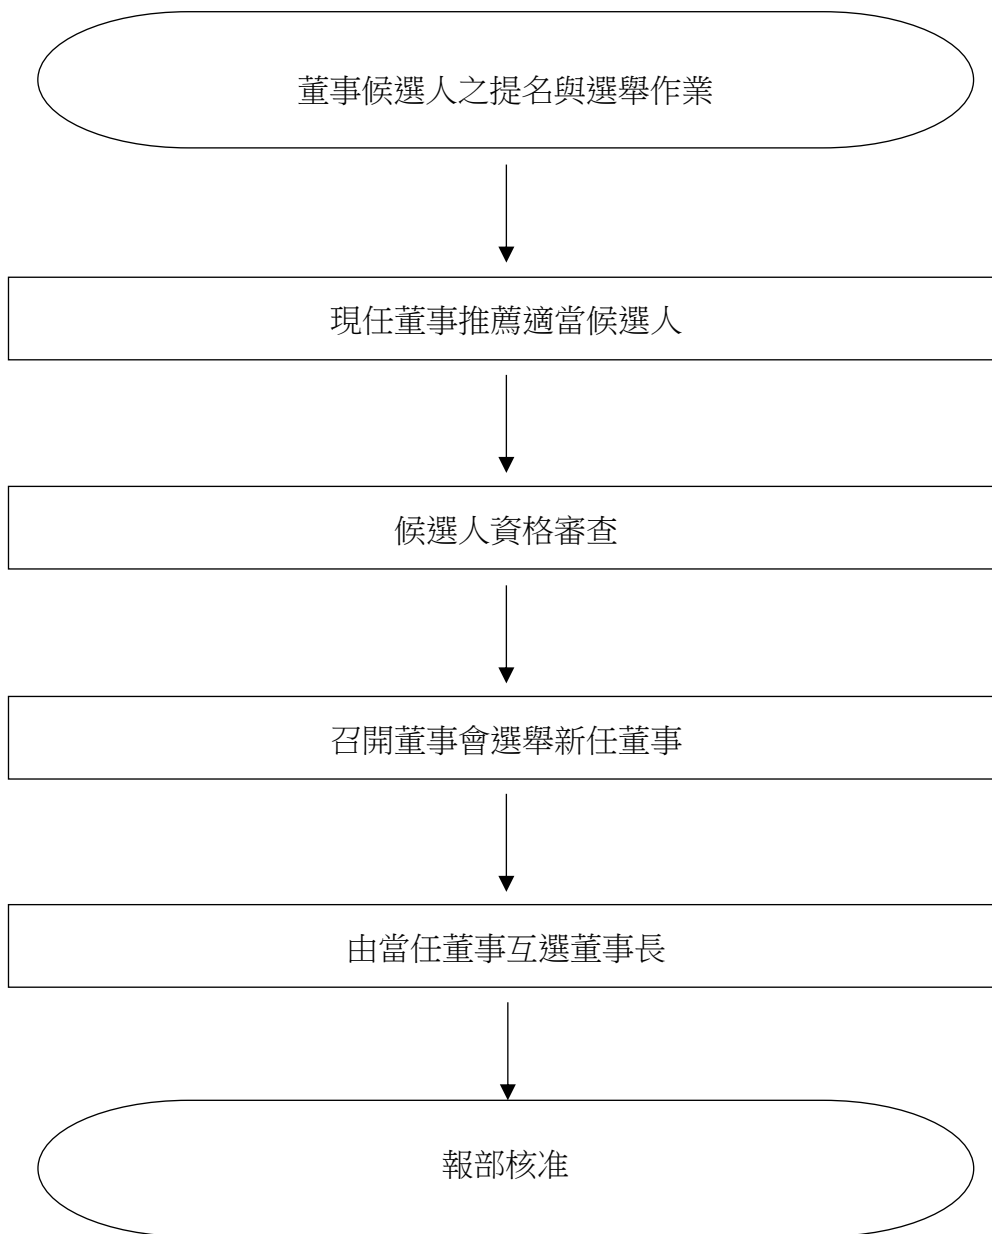 董事候選人之提名與選舉作業
現任董事推薦適當候選人
候選人資格審查
召開董事會選舉新任董事
由當任董事互選董事長
報部核准